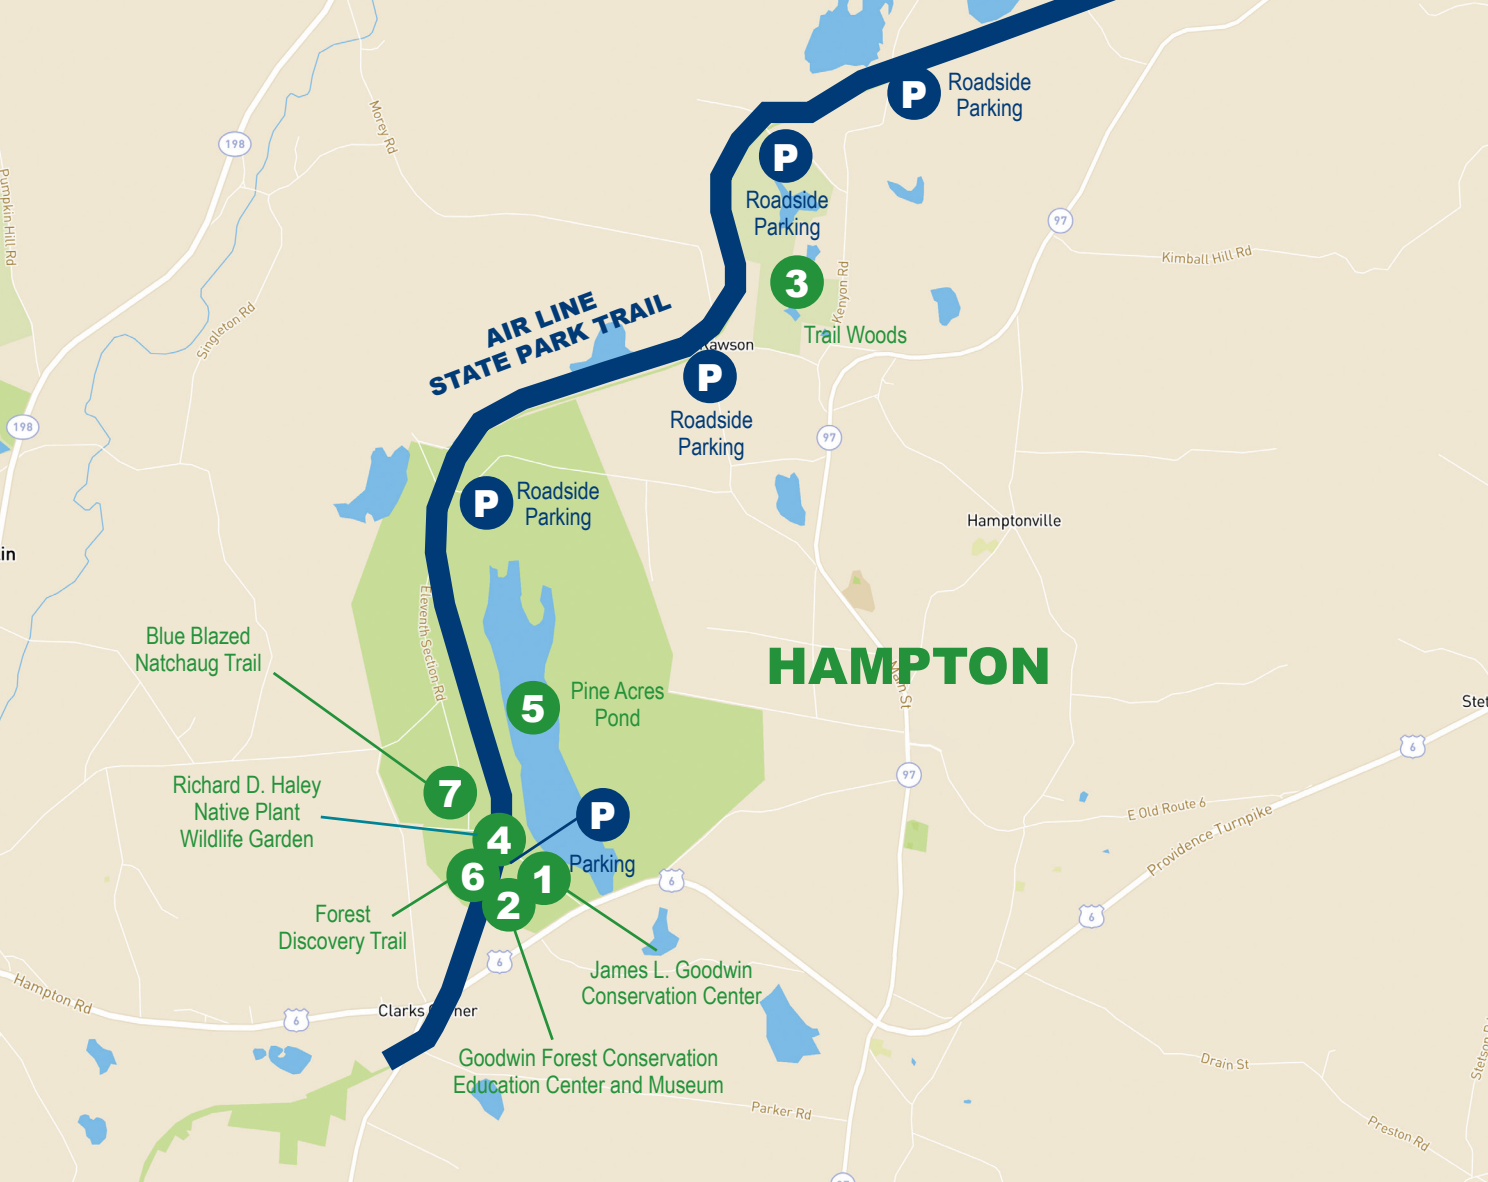 Roadside
Parking
P
P
Roadside
Parking
198
Morey Rd
Pumpkin Hill Rd
97
Kimball Hill Rd
3
Kenyon Rd
Trail Woods
Singleton Rd
AIR LINE
STATE PARK TRAIL
Rawson
P
Roadside
Parking
198
97
P
Roadside
Parking
Hamptonville
in
Eleventh Section Rd
Blue Blazed
Natchaug Trail
HAMPTON
Main St
5
Pine Acres
Pond
Stet
6
97
7
Richard D. Haley
Native Plant
Wildlife Garden
4
P
Parking
E Old Route 6
Providence Turnpike
6
1
2
6
6
Forest
Discovery Trail
6
James L. Goodwin
Conservation Center
Hampton Rd
6
Clarks Corner
Goodwin Forest Conservation
Education Center and Museum
Parker Rd
Drain St
Stetson Rd
Preston Rd
97